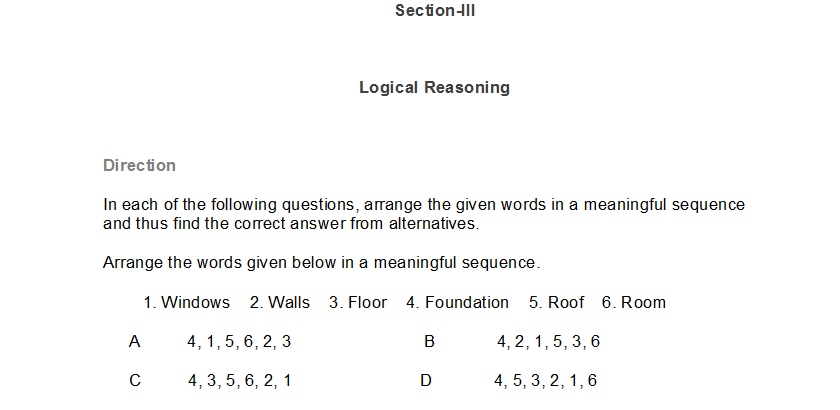 Section-III
Logical Reasoning
Direction
In each of the following questions, arrange the given words in a meaningful sequence
and thus find the correct answer from alternatives.
Arrange the words given below in a meaningful sequence.
1. Windows 2. Walls 3. Floor 4. Foundation 5. Roof 6. Room
A 4, 1, 5, 6, 2, 3 B 4, 2, 1, 5, 3, 6
C 4, 3, 5, 6, 2, 1 D 4, 5, 3, 2, 1, 6